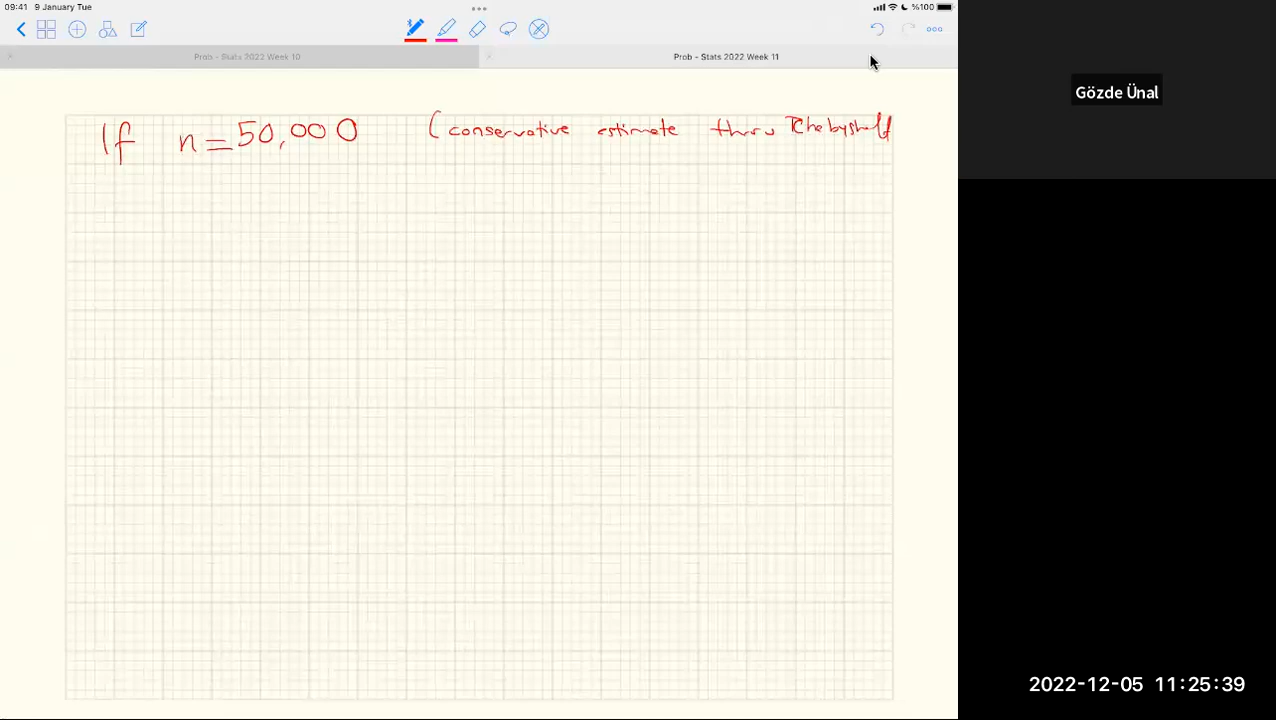 09:41 9 January Tue
%100
Prob - Stats 2022 Week 10
Prob - Stats 2022 Week 11
If n = 50,000 (conservative estimate thru
Gözde Ünal
2022-12-05 11:25:39